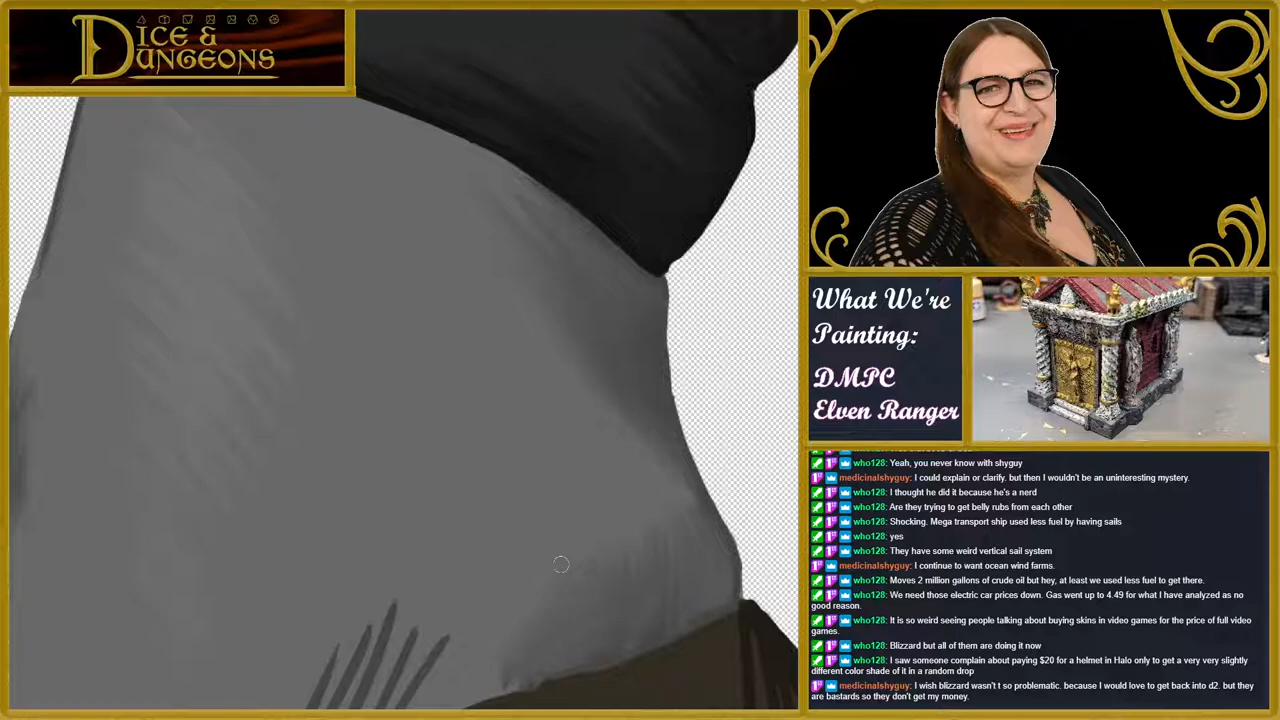 DICE &
DUNGEONS
What We're
Painting:
DMPC
Elven Ranger
who128: Yeah, you never know with shyguy
medicinalshyguy: I could explain or clarify. but then I wouldn't be an uninteresting mystery.
who128: I thought he did it because he's a nerd
who128: Are they trying to get belly rubs from each other
who128: Shocking. Mega transport ship used less fuel by having sails
who128: yes
who128: They have some weird vertical sail system
medicinalshyguy: I continue to want ocean wind farms.
who128: Moves 2 million gallons of crude oil but hey, at least we used less fuel to get there.
who128: We need those electric car prices down. Gas went up to 4.49 for what I have analyzed as no
good reason.
who128: It is so weird seeing people talking about buying skins in video games for the price of full video
games.
who128: Blizzard but all of them are doing it now
who128: I saw someone complain about paying $20 for a helmet in Halo only to get a very very slightly
different color shade of it in a random drop
medicinalshyguy: I wish blizzard wasn't t so problematic. because I would love to get back into d2. but they
are bastards so they don't get my money.